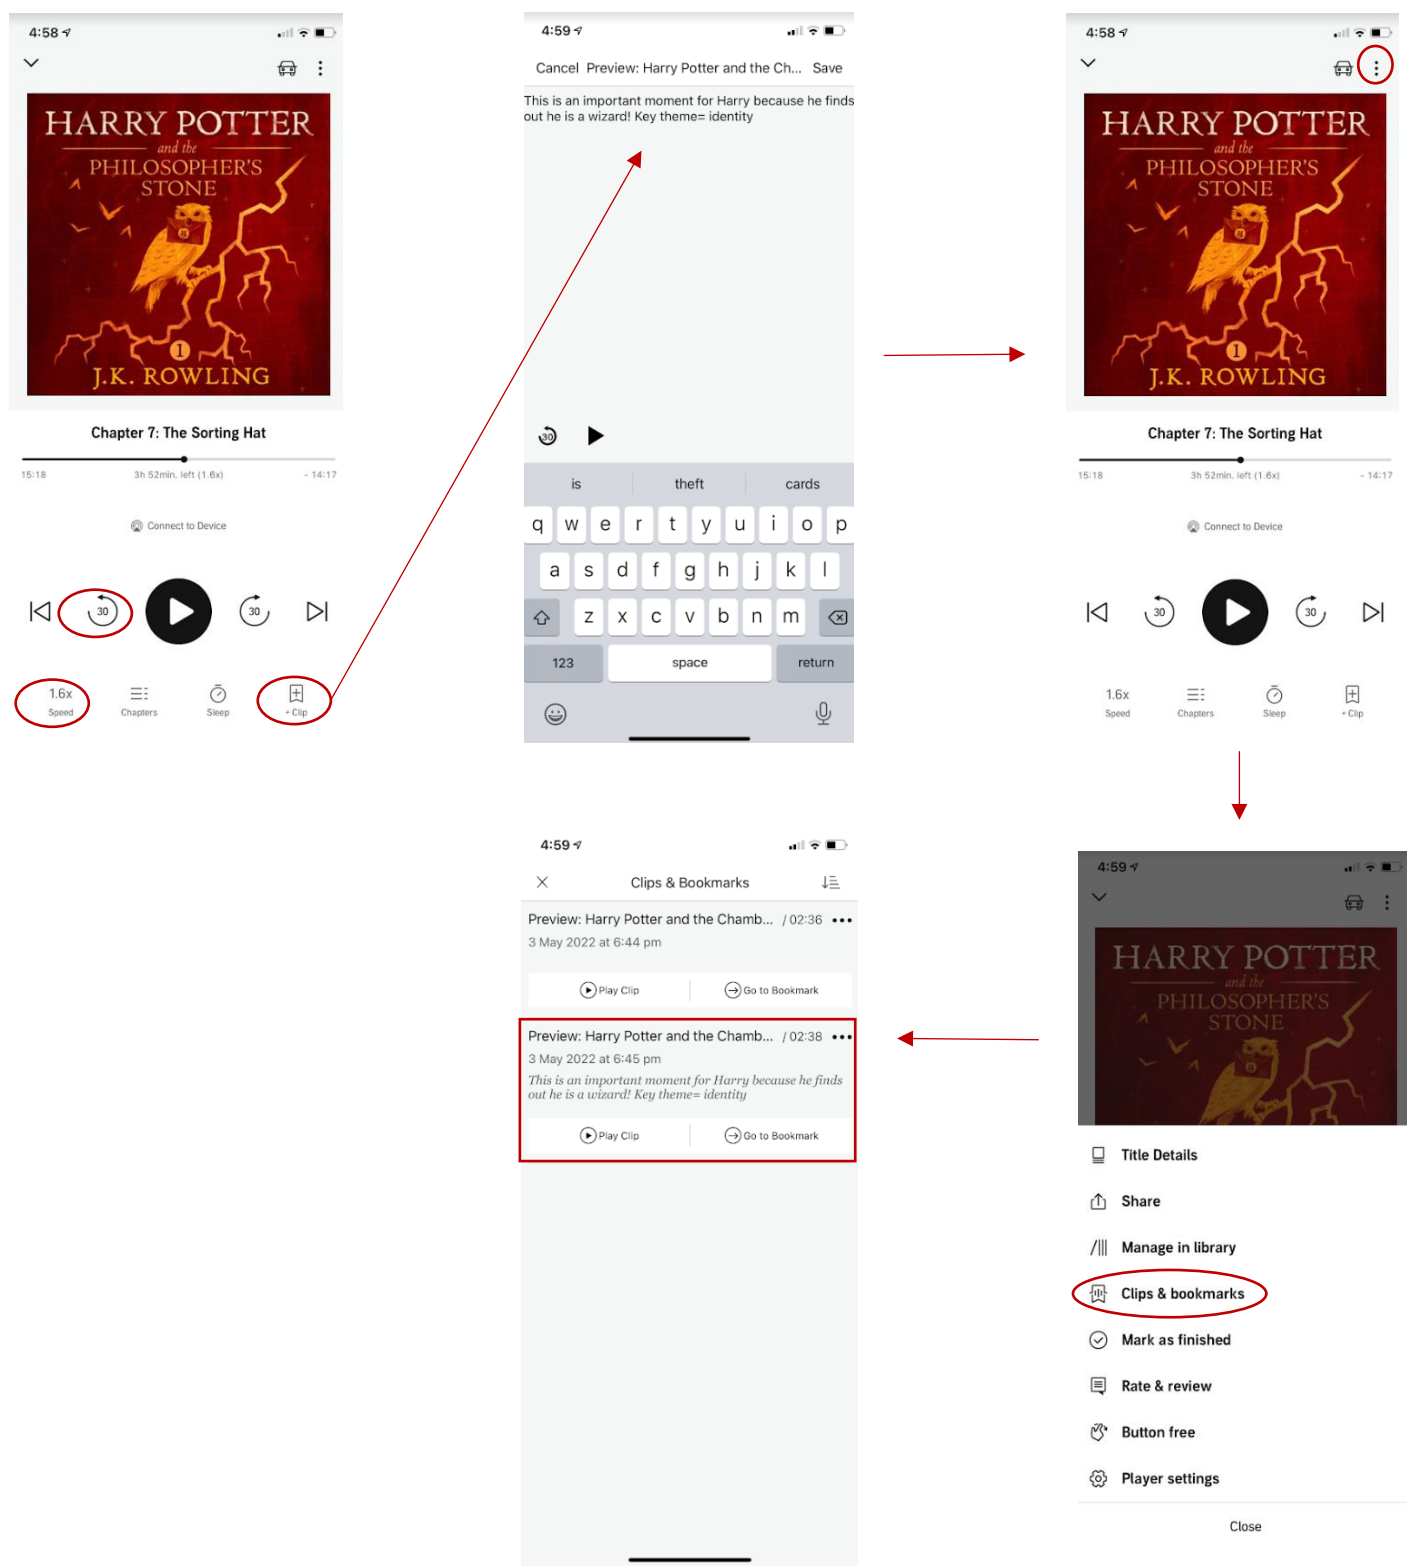 4:58
HARRY POTTER
and the
PHILOSOPHER'S
STONE
1
J.K. ROWLING
Chapter 7: The Sorting Hat
15:18 3h 52min. left (1.6x) - 14:17
Connect to Device
30 30
1.6x
Speed Chapters Sleep + Clip
4:59
Cancel Preview: Harry Potter and the Ch... Save
This is an important moment for Harry because he finds
out he is a wizard! Key theme= identity
30
is theft cards
q w e r t y u i o p
a s d f g h j k l
z x c v b n m
123 space return
4:58
HARRY POTTER
and the
PHILOSOPHER'S
STONE
1
J.K. ROWLING
Chapter 7: The Sorting Hat
15:18 3h 52min. left (1.6x) - 14:17
Connect to Device
30 30
1.6x
Speed Chapters Sleep + Clip
4:59
HARRY POTTER
and the
PHILOSOPHER'S
STONE
Title Details
Share
Manage in library
Clips & bookmarks
Mark as finished
Rate & review
Button free
Player settings
Close
4:59
Clips & Bookmarks
Preview: Harry Potter and the Chamb... / 02:36
3 May 2022 at 6:44 pm
Play Clip Go to Bookmark
Preview: Harry Potter and the Chamb... / 02:38
3 May 2022 at 6:45 pm
This is an important moment for Harry because he finds
out he is a wizard! Key theme= identity
Play Clip Go to Bookmark